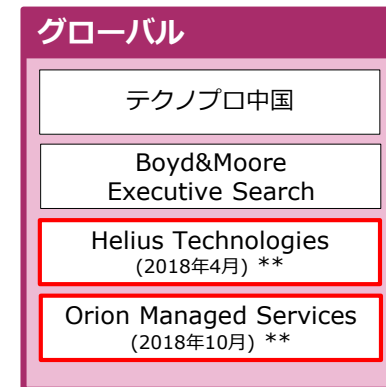 グローバル
テクノプロ中国
Boyd&Moore
Executive Search
Helius Technologies
(2018年4月) **
Orion Managed Services
(2018年10月) **